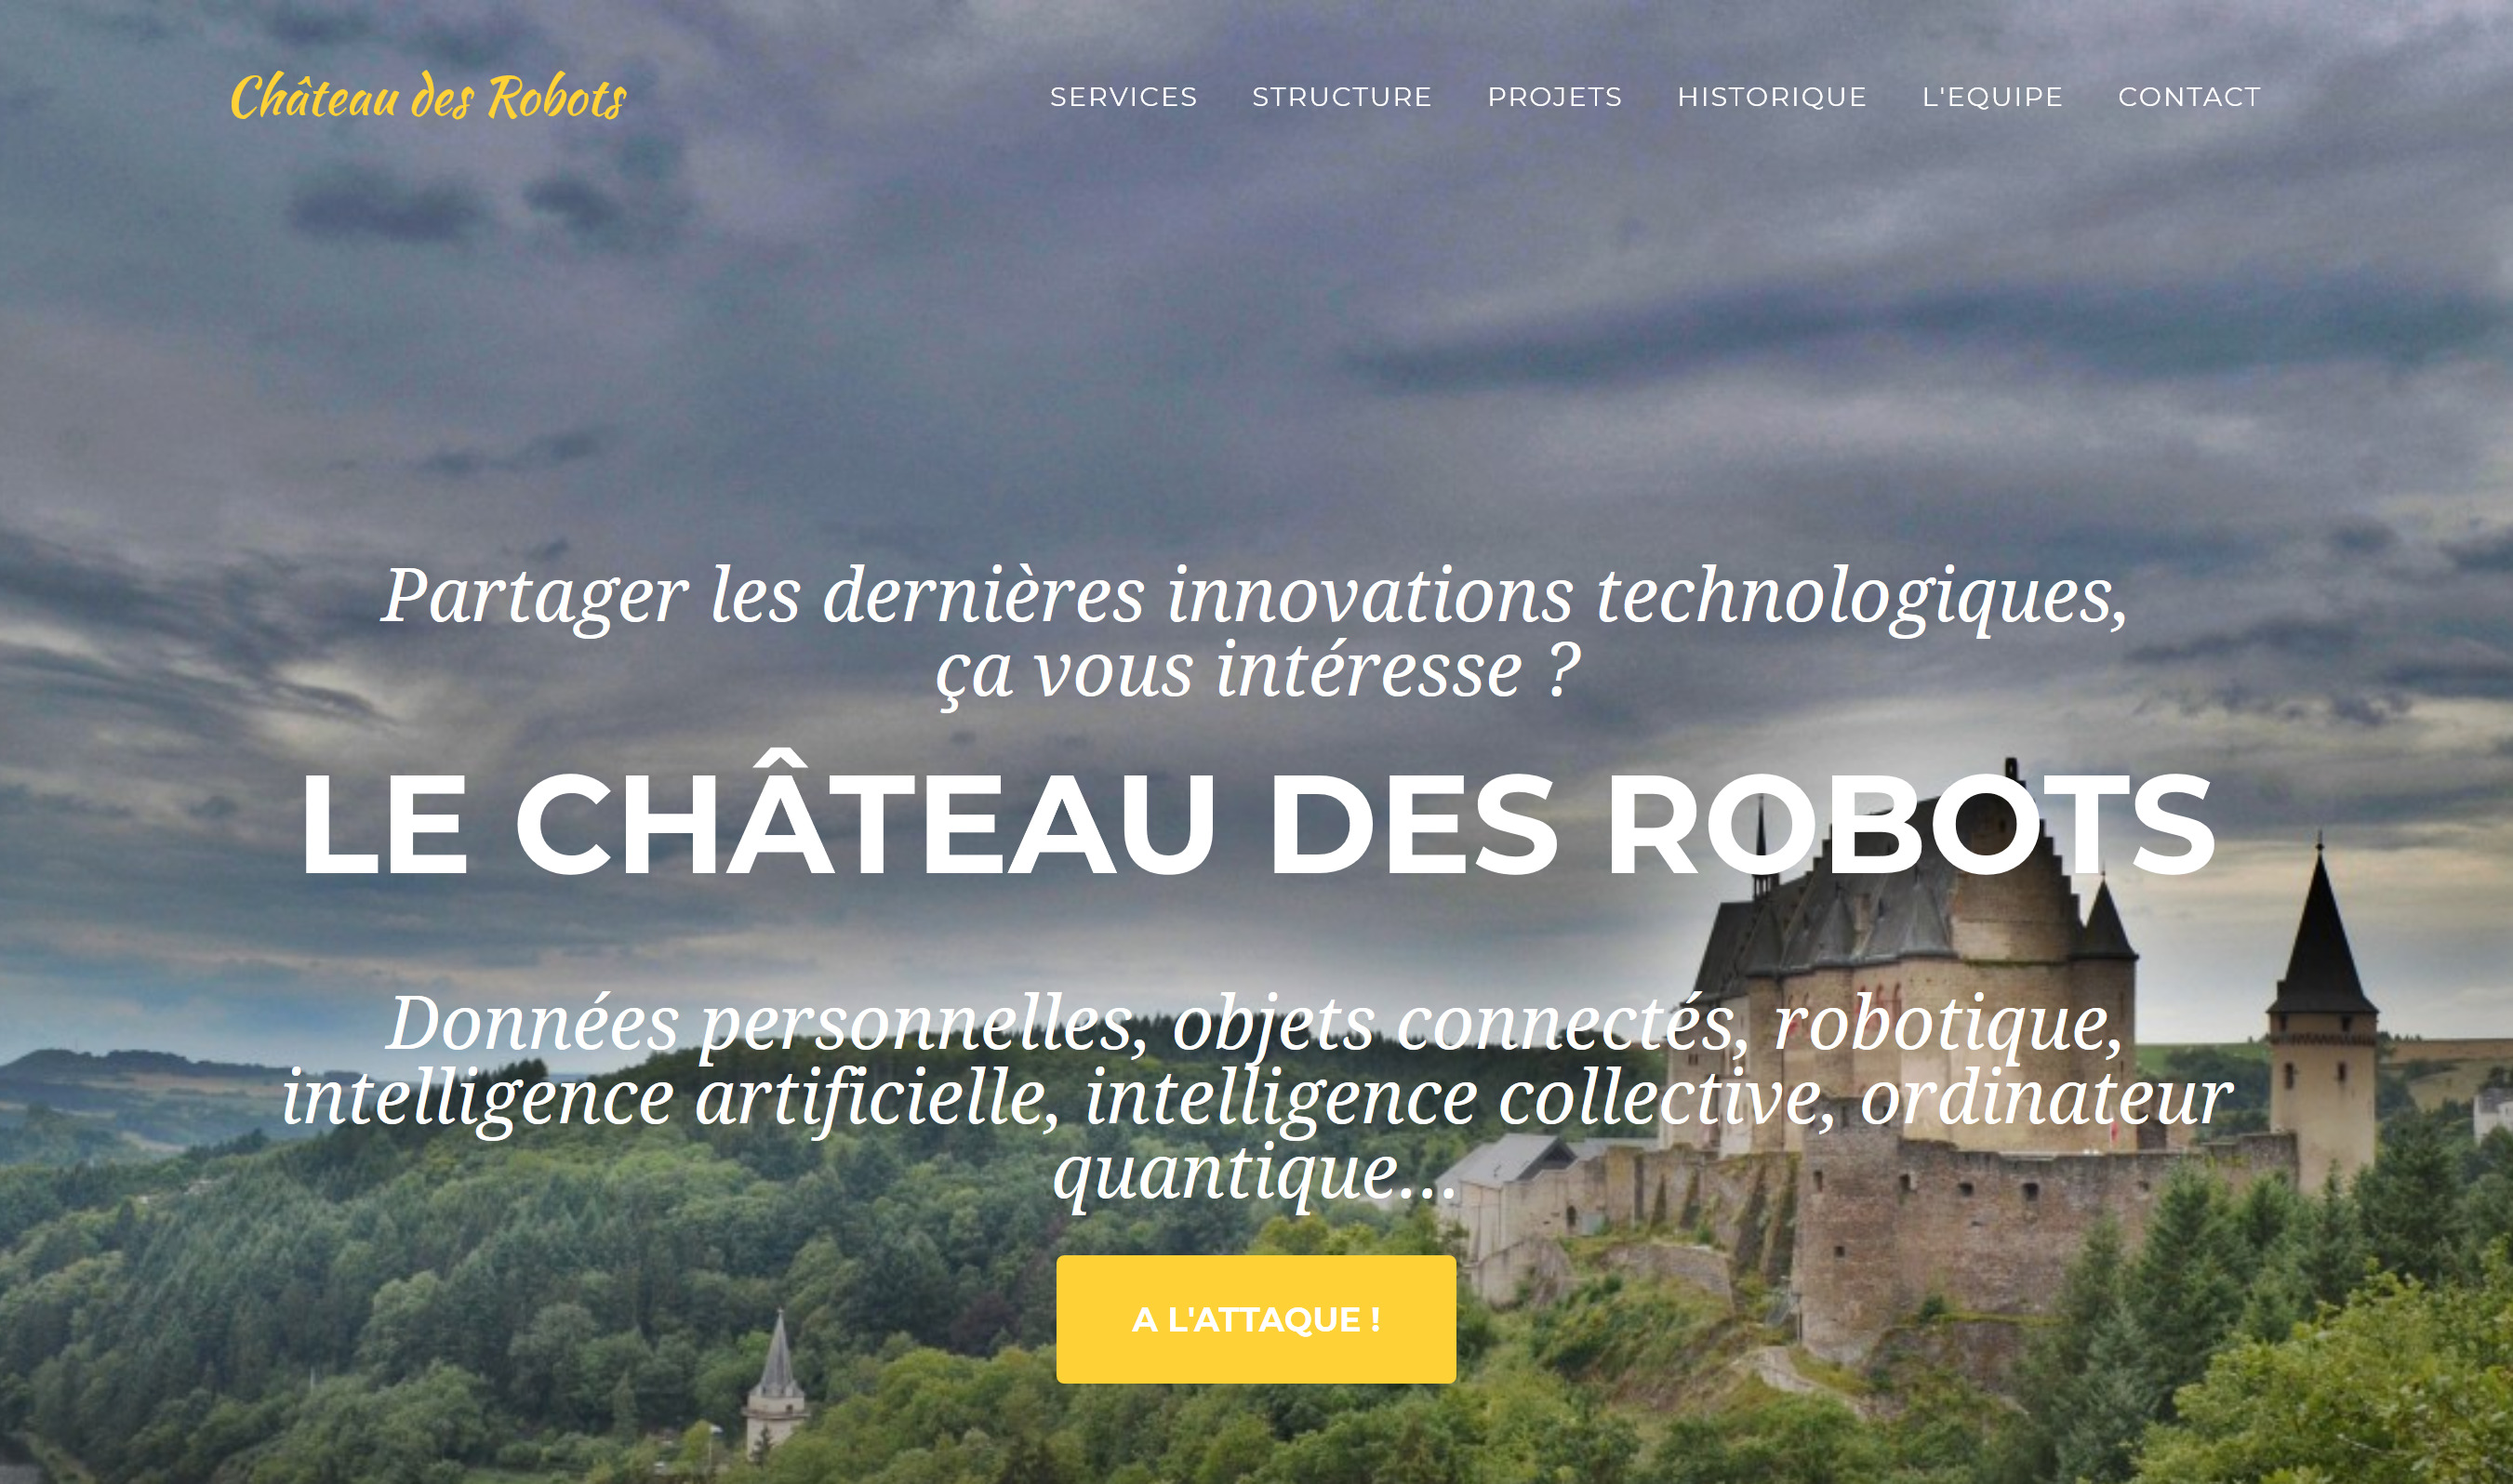 Château des Robots
SERVICES STRUCTURE PROJETS HISTORIQUE L'EQUIPE CONTACT
Partager les dernières innovations technologiques,
ça vous intéresse ?
LE CHÂTEAU DES ROBOTS
Données personnelles, objets connectés, robotique,
intelligence artificielle, intelligence collective, ordinateur
quantique...
A L'ATTAQUE !